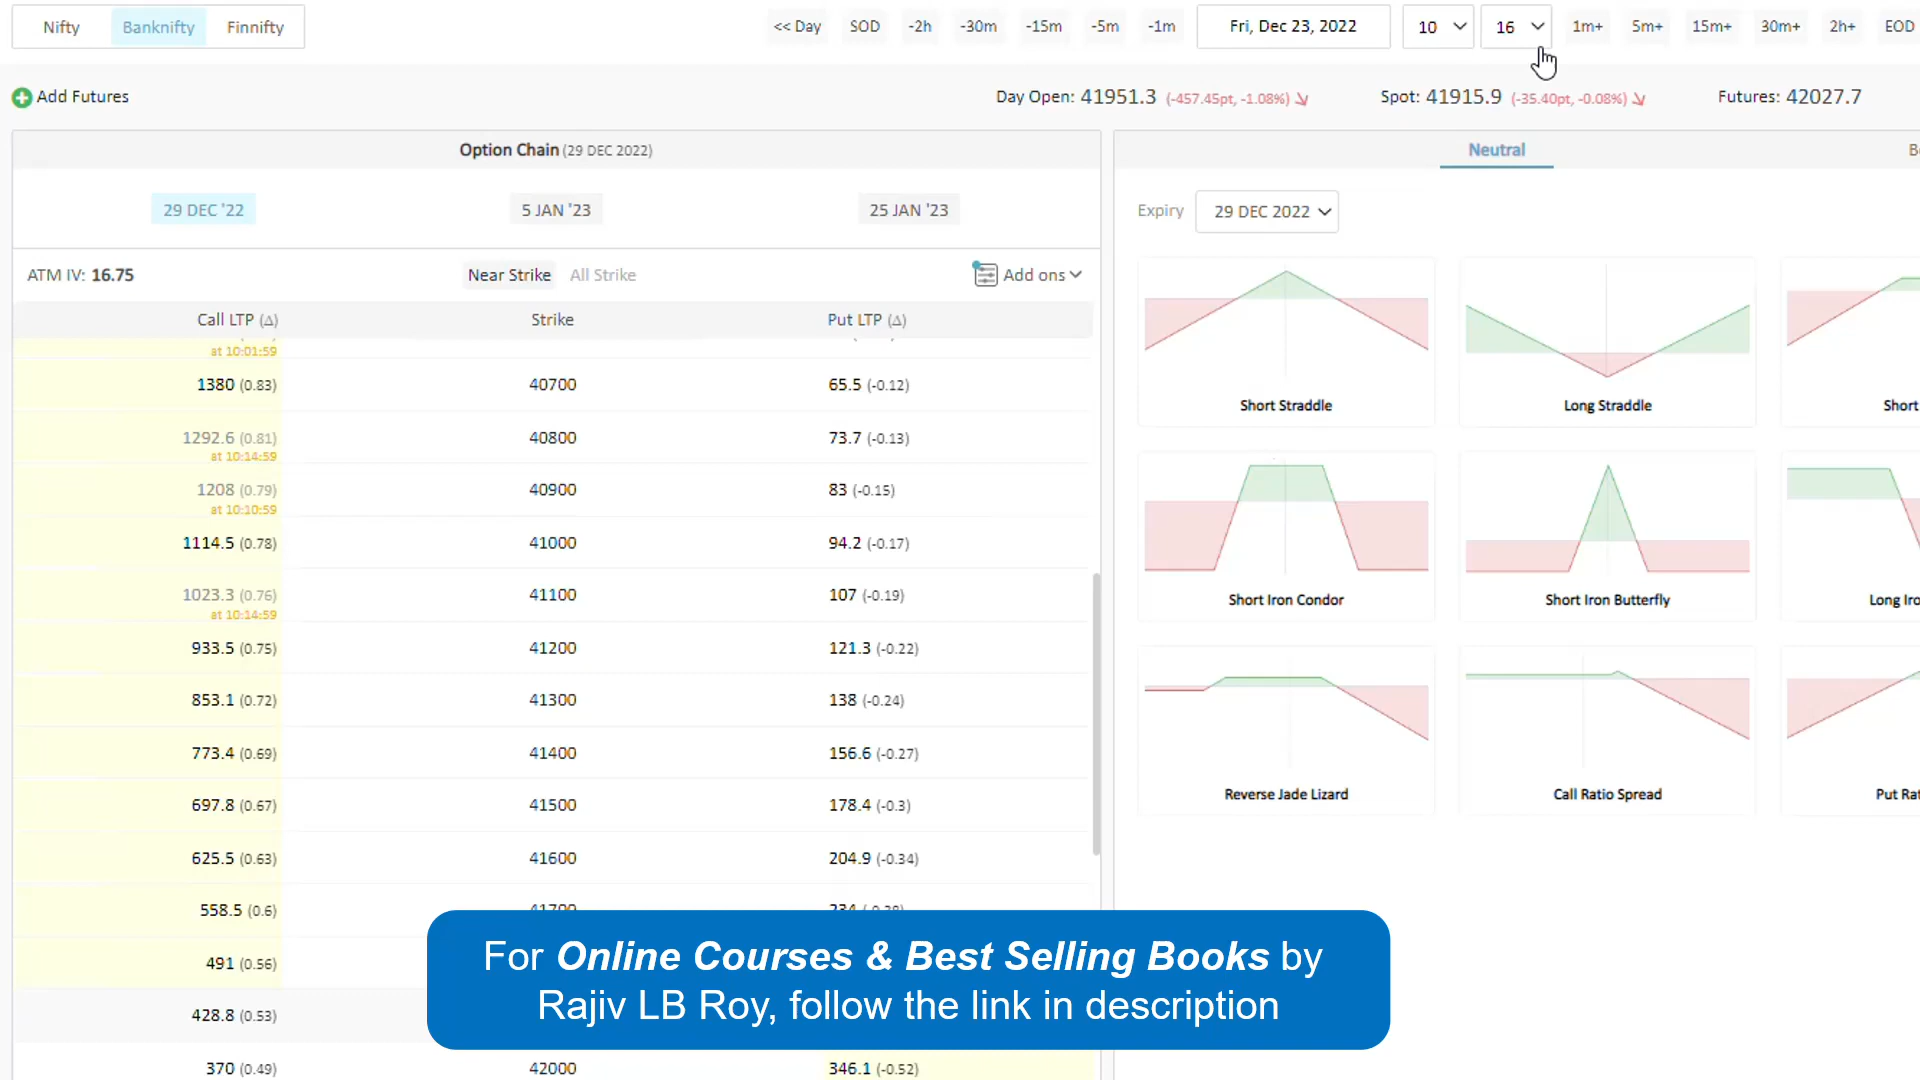 Nifty Banknifty Finnifty << Day SOD -2h -30m -15m -5m -1m Fri, Dec 23, 2022 10 16 1m+ 5m+ 15m+ 30m+ 2h+ EOD
Add Futures Day Open: 41951.3 (-457.45pt, -1.08%) Spot: 41915.9 (-35.40pt, -0.08%) Futures: 42027.7
Option Chain (29 DEC 2022)
29 DEC '22 5 JAN '23 25 JAN '23
ATM IV: 16.75 Near Strike All Strike Add ons
Call LTP (Δ) Strike Put LTP (Δ)
at 10:01:59
1380 (0.83) 40700 65.5 (-0.12)
1292.6 (0.81) 40800 73.7 (-0.13)
at 10:14:59
1208 (0.79) 40900 83 (-0.15)
at 10:10:59
1114.5 (0.78) 41000 94.2 (-0.17)
1023.3 (0.76) 41100 107 (-0.19)
at 10:14:59
933.5 (0.75) 41200 121.3 (-0.22)
853.1 (0.72) 41300 138 (-0.24)
773.4 (0.69) 41400 156.6 (-0.27)
697.8 (0.67) 41500 178.4 (-0.3)
625.5 (0.63) 41600 204.9 (-0.34)
558.5 (0.6) 41700
491 (0.56)
428.8 (0.53)
370 (0.49) 42000 346.1 (-0.52)
Neutral
Expiry 29 DEC 2022
Short Straddle Long Straddle Short
Short Iron Condor Short Iron Butterfly Long Iro
Reverse Jade Lizard Call Ratio Spread Put Rat
For Online Courses & Best Selling Books by
Rajiv LB Roy, follow the link in description